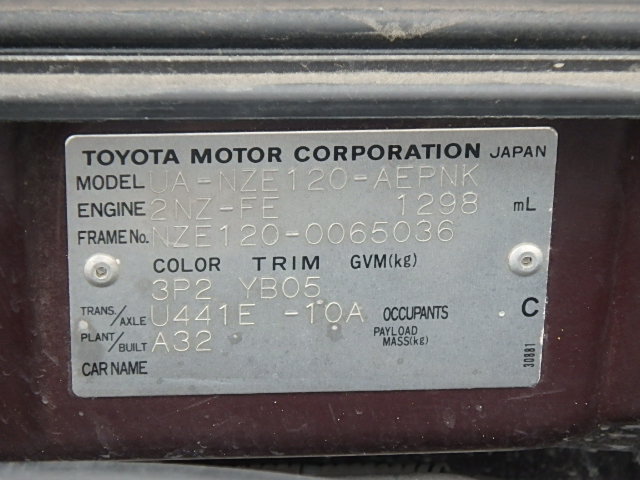 TOYOTA MOTOR CORPORATION JAPAN
MODEL UA-NZE120-AEPNK
ENGINE 2NZ-FE 1298 mL
FRAME No. NZE120-0065036
COLOR TRIM GVM(kg)
3P2 YB05
TRANS./AXLE U441E -10A OCCUPANTS C
PLANT/BUILT A32 PAYLOAD MASS(kg)
CAR NAME
30881